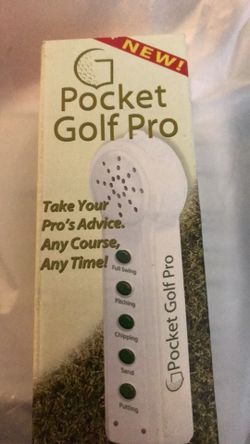 NEW!
G
Pocket
Golf Pro
Take Your
Pro's Advice.
Any Course,
Any Time!
Full Swing
Pitching
Chipping
Sand
Putting
G Pocket Golf Pro